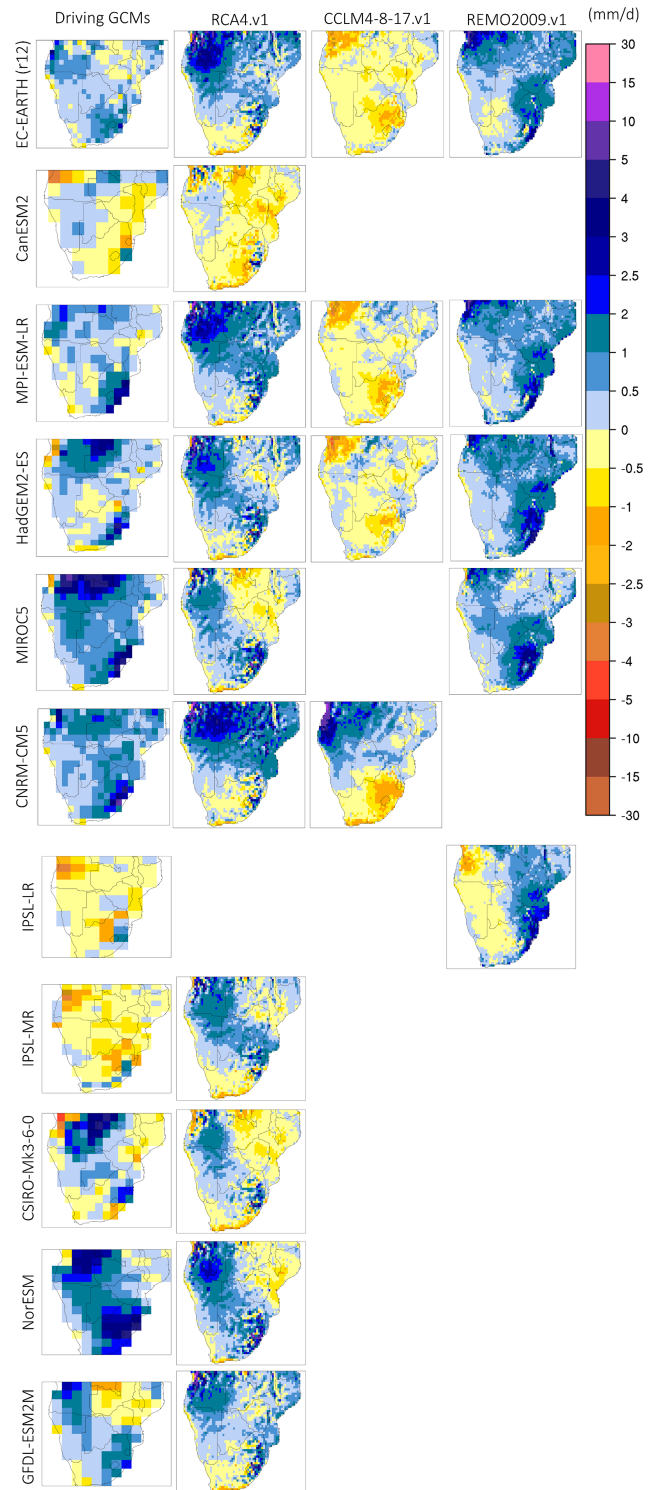 Driving GCMs RCA4.v1 CCLM4-8-17.v1 REMO2009.v1 (mm/d)
EC-EARTH (r12)
CanESM2
MPI-ESM-LR
HadGEM2-ES
MIROC5
CNRM-CM5
IPSL-LR
IPSL-MR
CSIRO-Mk3-6-0
NorESM
GFDL-ESM2M
30
15
10
5
4
3
2.5
2
1
0.5
0
-0.5
-1
-2
-2.5
-3
-4
-5
-10
-15
-30